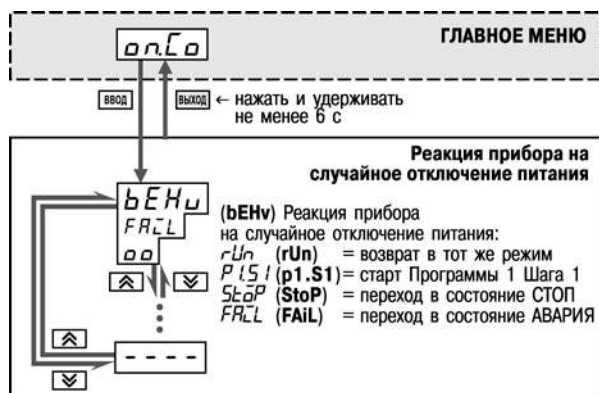 ГЛАВНОЕ МЕНЮ
on.Co
ввод
выход ← нажать и удерживать
не менее 6 с
Реакция прибора на
случайное отключение питания
bEHu
FAIL
oo
(bEHv) Реакция прибора
на случайное отключение питания:
rUn (rUn) = возврат в тот же режим
P1.S1 (p1.S1) = старт Программы 1 Шага 1
StoP (StoP) = переход в состояние СТОП
FAIL (FAiL) = переход в состояние АВАРИЯ
- - - -